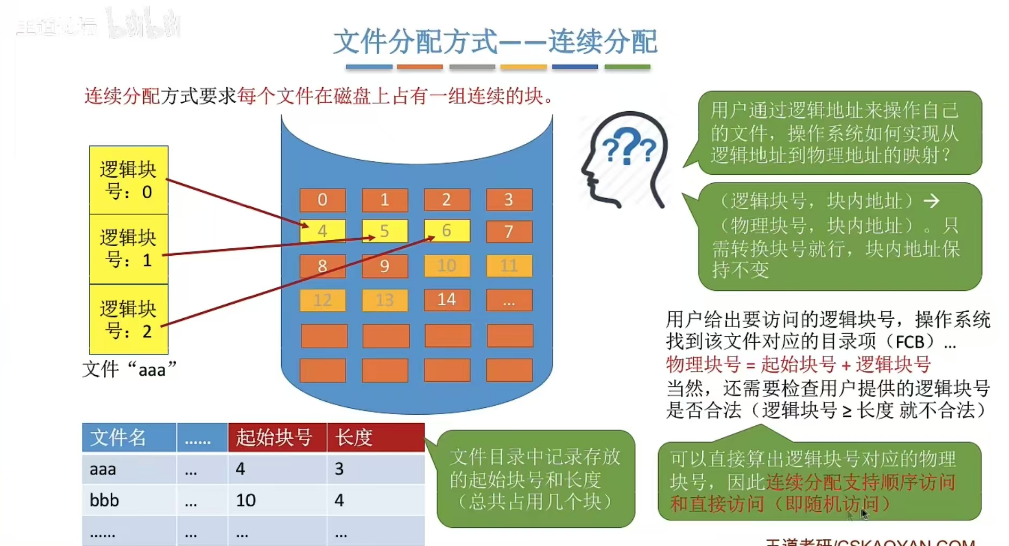 文件分配方式——连续分配
连续分配方式要求每个文件在磁盘上占有一组连续的块。
逻辑块
号：0
逻辑块
号：1
逻辑块
号：2
文件“aaa”
0 1 2 3
4 5 6 7
8 9 10 11
12 13 14 ...
???
用户通过逻辑地址来操作自己
的文件，操作系统如何实现从
逻辑地址到物理地址的映射？
（逻辑块号，块内地址）→
（物理块号，块内地址）。只
需转换块号就行，块内地址保
持不变
用户给出要访问的逻辑块号，操作系统
找到该文件对应的目录项（FCB）...
物理块号 = 起始块号 + 逻辑块号
当然，还需要检查用户提供的逻辑块号
是否合法（逻辑块号 ≥ 长度 就不合法）
文件名 …… 起始块号 长度
aaa ... 4 3
bbb ... 10 4
…… ... ... ...
文件目录中记录存放
的起始块号和长度
（总共占用几个块）
可以直接算出逻辑块号对应的物理
块号，因此连续分配支持顺序访问
和直接访问（即随机访问）
王道考研/CSKAOYAN.COM